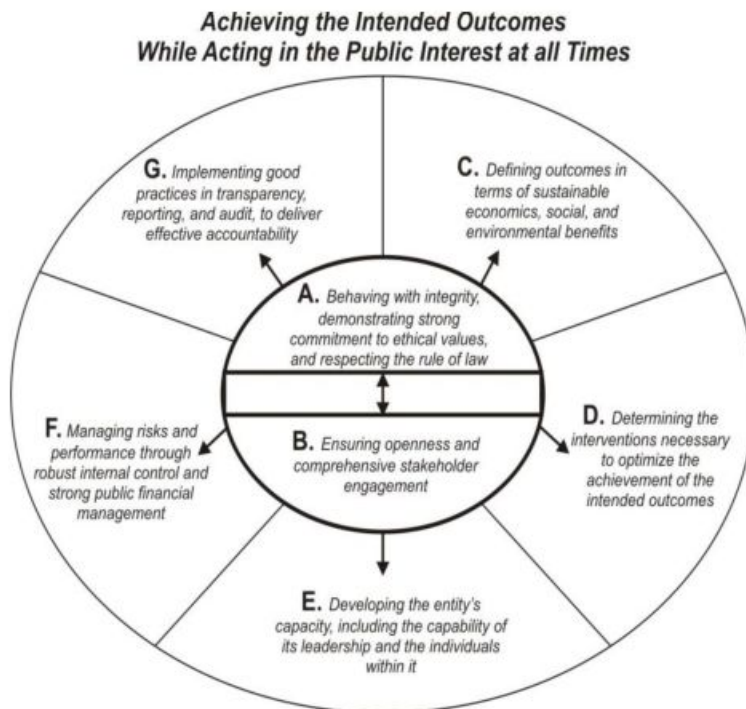 Achieving the Intended Outcomes
While Acting in the Public Interest at all Times
G. Implementing good
practices in transparency,
reporting, and audit, to deliver
effective accountability
C. Defining outcomes in
terms of sustainable
economics, social, and
environmental benefits
A. Behaving with integrity,
demonstrating strong
commitment to ethical values,
and respecting the rule of law
F. Managing risks and
performance through
robust internal control and
strong public financial
management
B. Ensuring openness and
comprehensive stakeholder
engagement
D. Determining the
interventions necessary
to optimize the
achievement of the
intended outcomes
E. Developing the entity's
capacity, including the capability of
its leadership and the individuals
within it